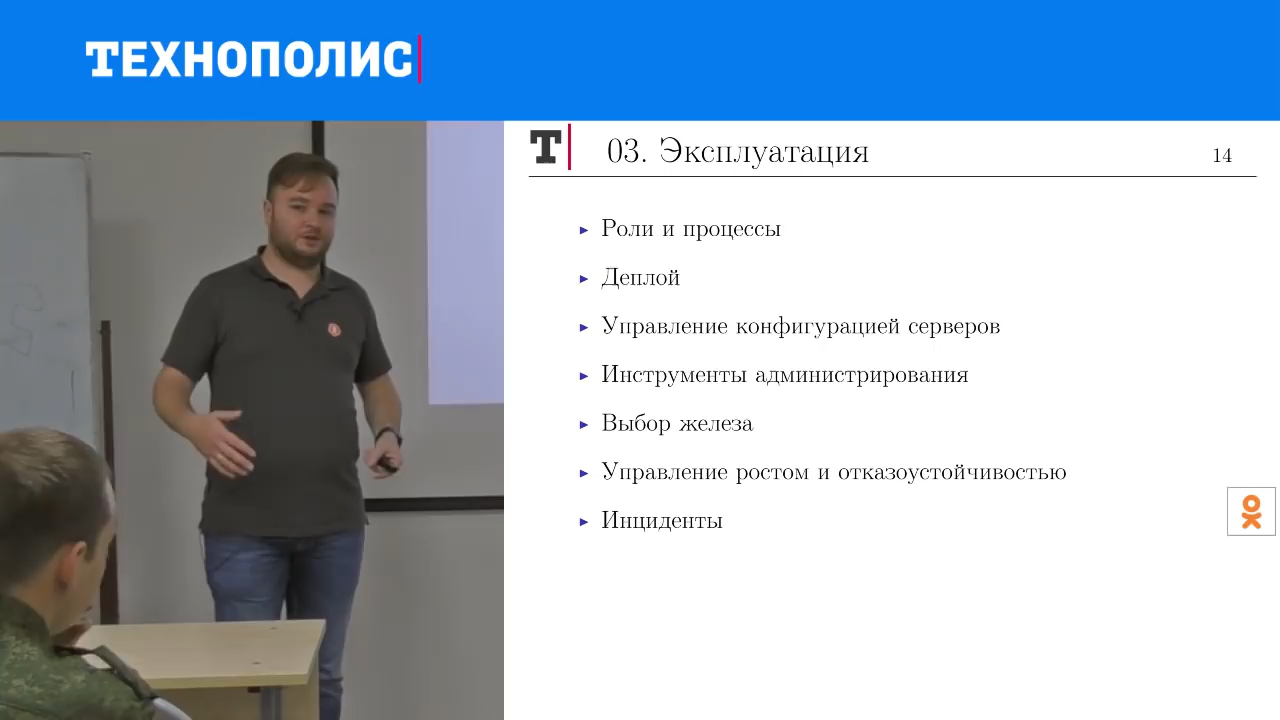 ТЕХНОПОЛИС
Т 03. Эксплуатация 14
Роли и процессы
Деплой
Управление конфигурацией серверов
Инструменты администрирования
Выбор железа
Управление ростом и отказоустойчивостью
Инциденты